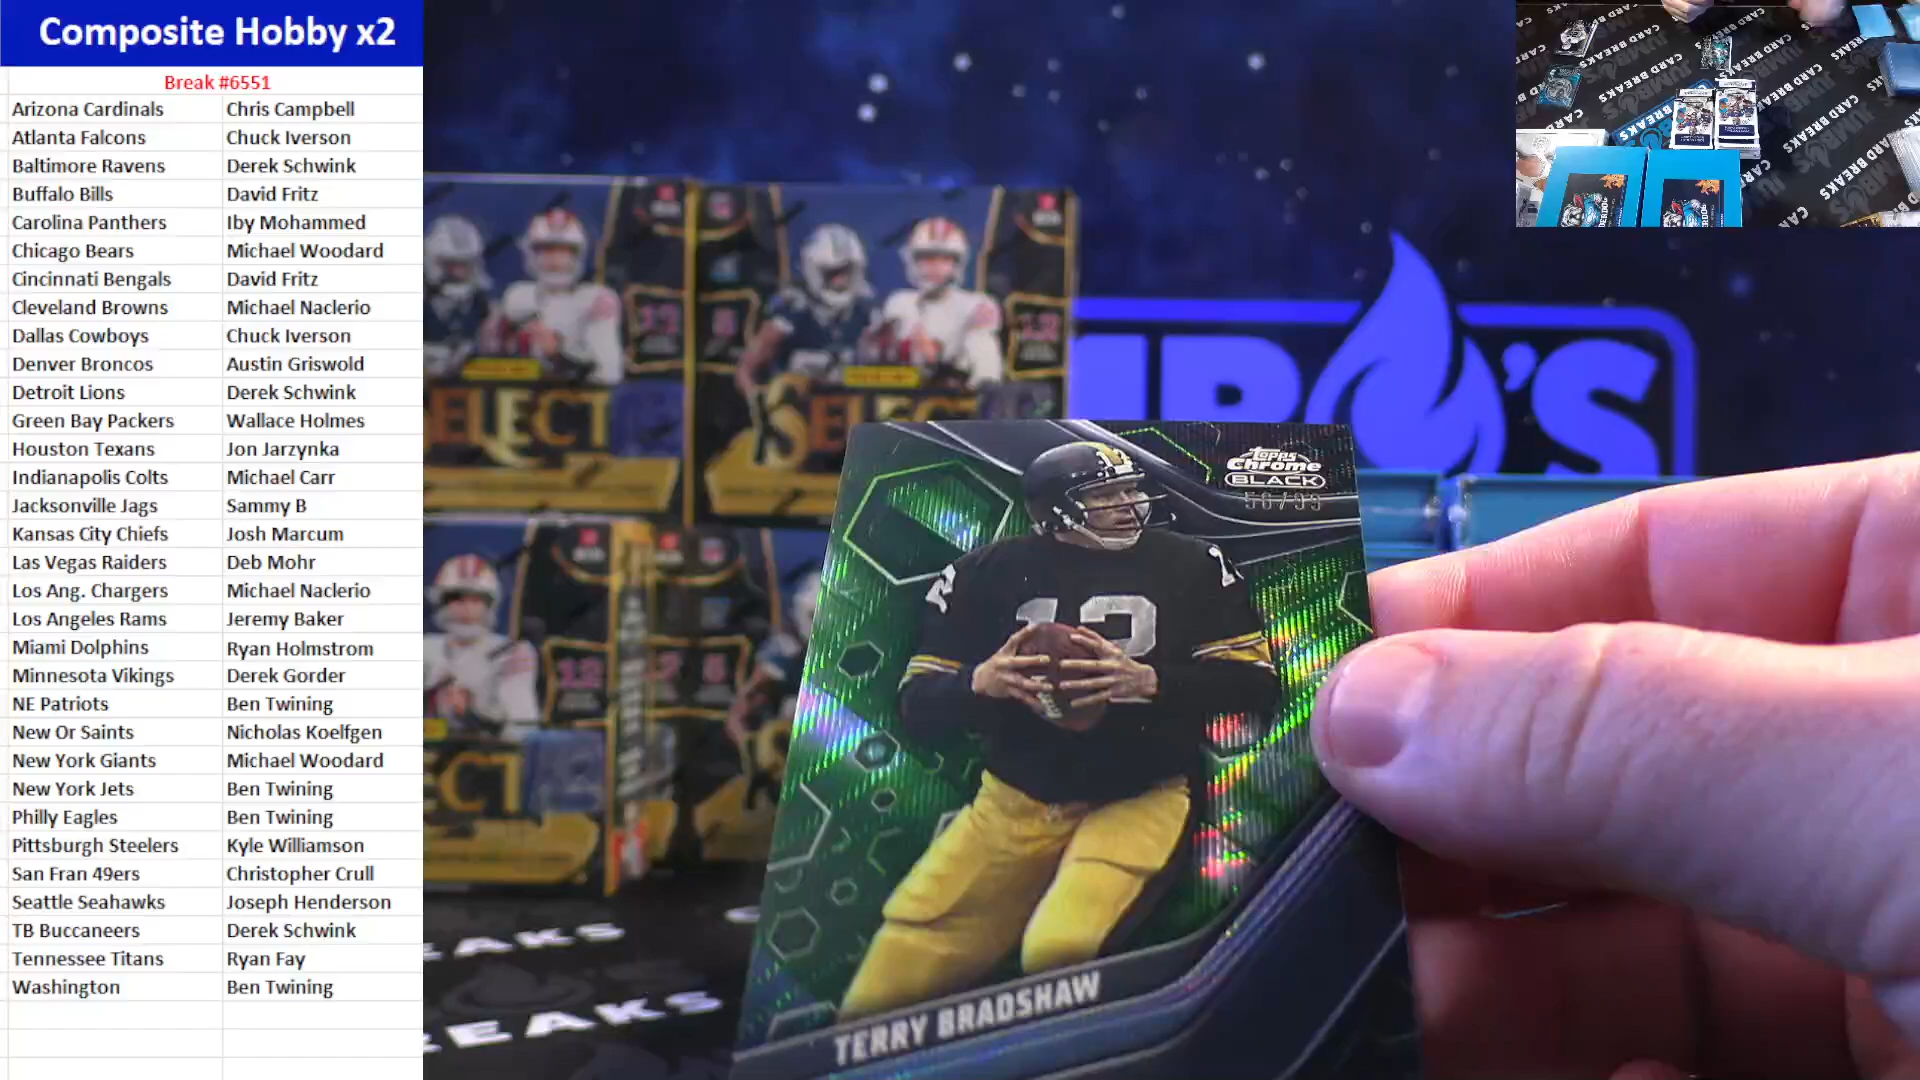 Composite Hobby x2
Break #6551
Arizona Cardinals Chris Campbell
Atlanta Falcons Chuck Iverson
Baltimore Ravens Derek Schwink
Buffalo Bills David Fritz
Carolina Panthers Iby Mohammed
Chicago Bears Michael Woodard
Cincinnati Bengals David Fritz
Cleveland Browns Michael Naclerio
Dallas Cowboys Chuck Iverson
Denver Broncos Austin Griswold
Detroit Lions Derek Schwink
Green Bay Packers Wallace Holmes
Houston Texans Jon Jarzynka
Indianapolis Colts Michael Carr
Jacksonville Jags Sammy B
Kansas City Chiefs Josh Marcum
Las Vegas Raiders Deb Mohr
Los Ang. Chargers Michael Naclerio
Los Angeles Rams Jeremy Baker
Miami Dolphins Ryan Holmstrom
Minnesota Vikings Derek Gorder
NE Patriots Ben Twining
New Or Saints Nicholas Koelfgen
New York Giants Michael Woodard
New York Jets Ben Twining
Philly Eagles Ben Twining
Pittsburgh Steelers Kyle Williamson
San Fran 49ers Christopher Crull
Seattle Seahawks Joseph Henderson
TB Buccaneers Derek Schwink
Tennessee Titans Ryan Fay
Washington Ben Twining
SELECT
Topps
Chrome
BLACK
12
TERRY BRADSHAW
CARD BREAKS